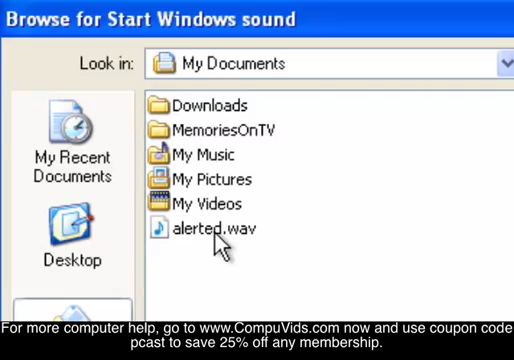 Browse for Start Windows sound
Look in:
My Documents
My Recent
Documents
Desktop
Downloads
MemoriesOnTV
My Music
My Pictures
My Videos
alerted.wav
For more computer help, go to www.CompuVids.com now and use coupon code
pcast to save 25% off any membership.